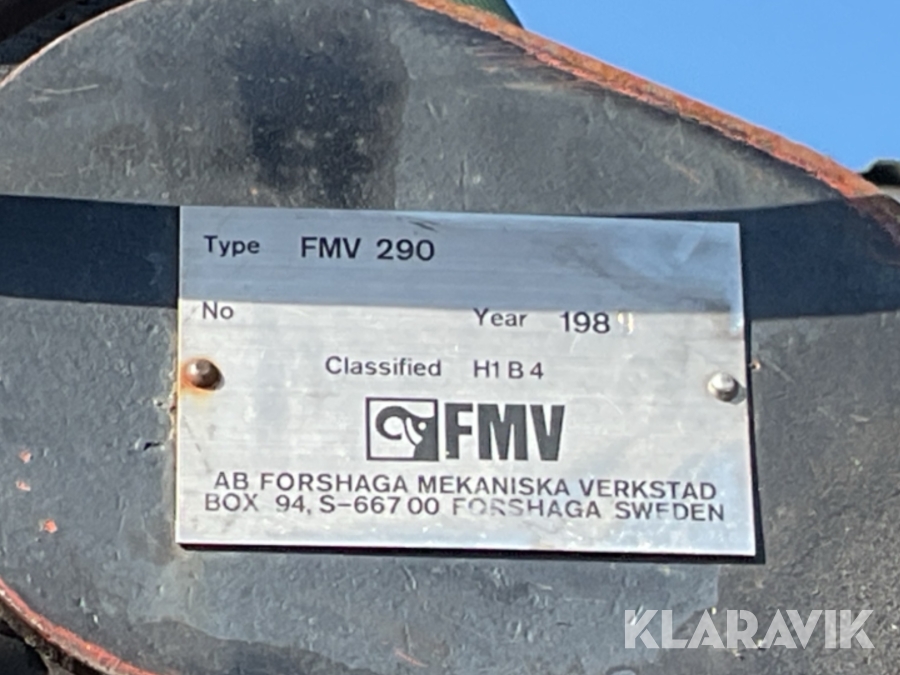 Type FMV 290
No Year 198
Classified H1 B 4
FMV
AB FORSHAGA MEKANISKA VERKSTAD
BOX 94, S-667 00 FORSHAGA SWEDEN
KLARAVIK